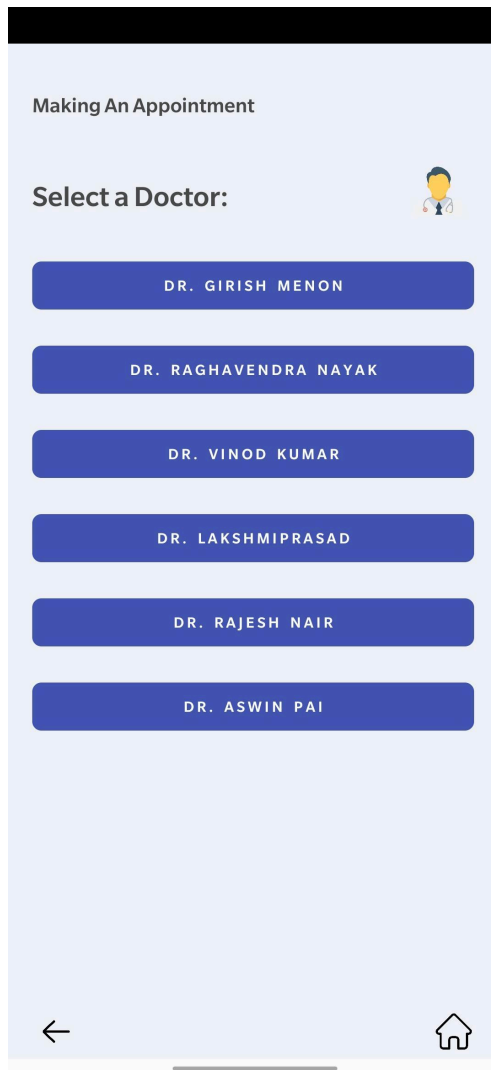 Making An Appointment
Select a Doctor:
DR. GIRISH MENON
DR. RAGHAVENDRA NAYAK
DR. VINOD KUMAR
DR. LAKSHMIPRASAD
DR. RAJESH NAIR
DR. ASWIN PAI